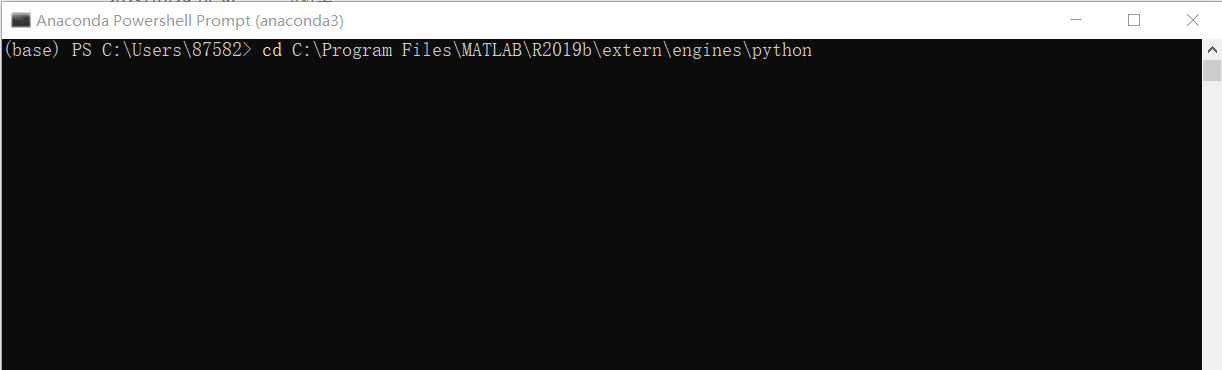 Anaconda Powershell Prompt (anaconda3)
(base) PS C:\Users\87582> cd C:\Program Files\MATLAB\R2019b\extern\engines\python